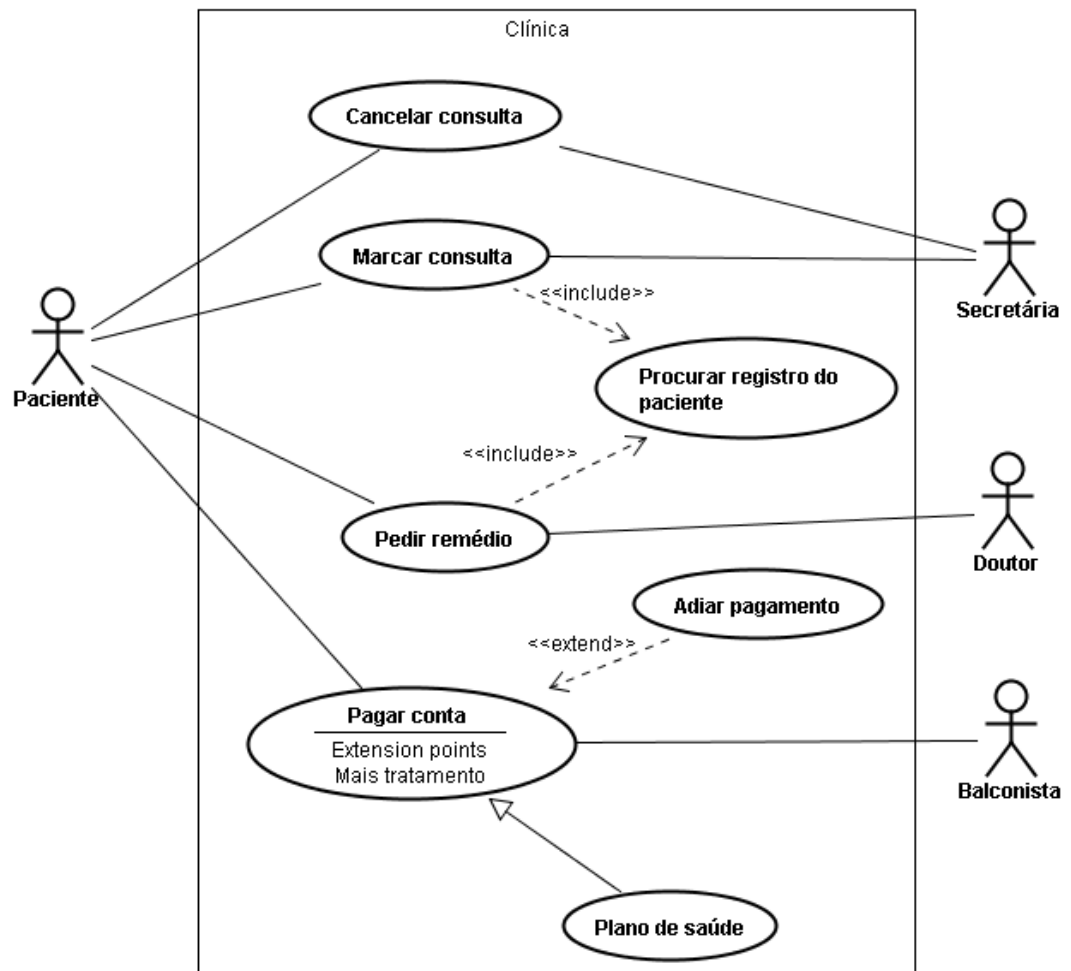 Clínica
Cancelar consulta
Marcar consulta
<<include>>
Secretária
Procurar registro do
paciente
Paciente
<<include>>
Pedir remédio
Doutor
Adiar pagamento
<<extend>>
Pagar conta
Extension points
Mais tratamento
Balconista
Plano de saúde